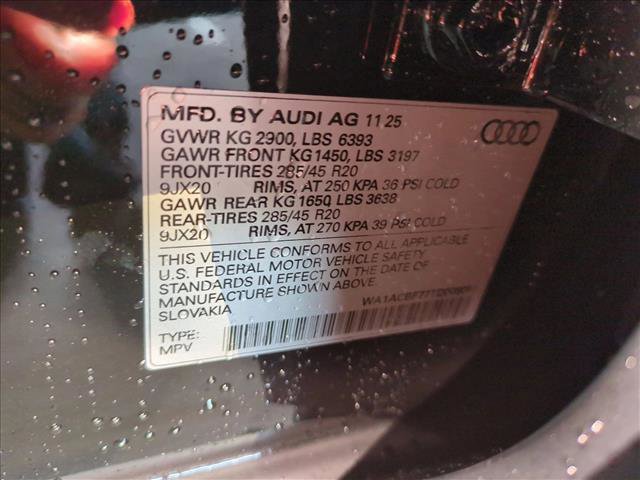 MFD. BY AUDI AG 11 25
GVWR KG 2900, LBS 6393
GAWR FRONT KG 1450, LBS 3197
FRONT-TIRES 285/45 R20
9JX20 RIMS, AT 250 KPA 36 PSI COLD
GAWR REAR KG 1650, LBS 3638
REAR-TIRES 285/45 R20
9JX20 RIMS, AT 270 KPA 39 PSI COLD
THIS VEHICLE CONFORMS TO ALL APPLICABLE
U.S. FEDERAL MOTOR VEHICLE SAFETY
STANDARDS IN EFFECT ON THE DATE OF
MANUFACTURE SHOWN ABOVE.
SLOVAKIA
TYPE:
MPV